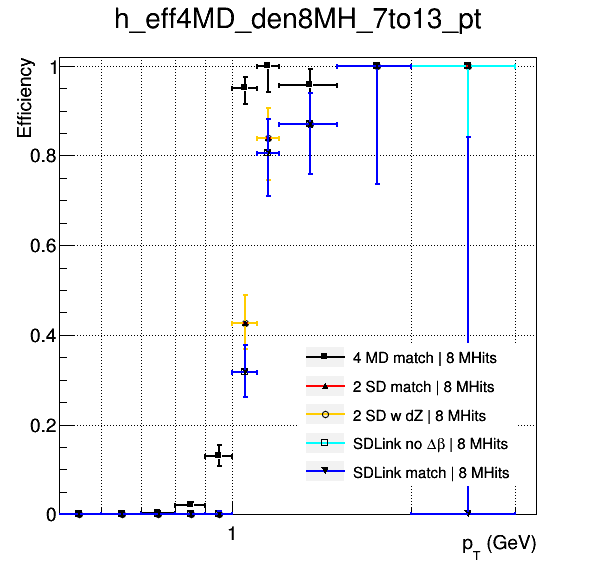 h_eff4MD_den8MH_7to13_pt
Efficiency
1
0.8
0.6
0.4
0.2
0
4 MD match | 8 MHits
2 SD match | 8 MHits
2 SD w dZ | 8 MHits
SDLink no Δβ | 8 MHits
SDLink match | 8 MHits
1
p_T (GeV)